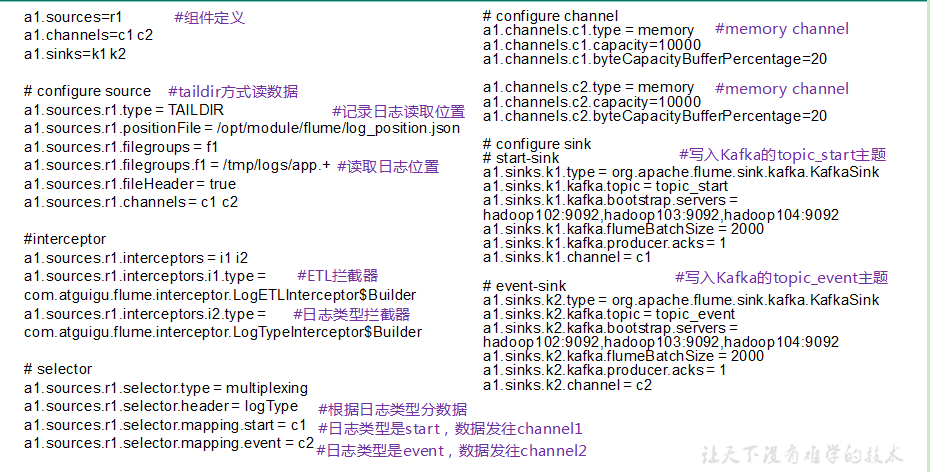 a1.sources=r1 #组件定义
a1.channels=c1 c2
a1.sinks=k1 k2
# configure source #taildir方式读数据
a1.sources.r1.type = TAILDIR #记录日志读取位置
a1.sources.r1.positionFile = /opt/module/flume/log_position.json
a1.sources.r1.filegroups = f1
a1.sources.r1.filegroups.f1 = /tmp/logs/app.+ #读取日志位置
a1.sources.r1.fileHeader = true
a1.sources.r1.channels = c1 c2
#interceptor
a1.sources.r1.interceptors = i1 i2
a1.sources.r1.interceptors.i1.type = #ETL拦截器
com.atguigu.flume.interceptor.LogETLInterceptor$Builder
a1.sources.r1.interceptors.i2.type = #日志类型拦截器
com.atguigu.flume.interceptor.LogTypeInterceptor$Builder
# selector
a1.sources.r1.selector.type = multiplexing
a1.sources.r1.selector.header = logType #根据日志类型分数据
a1.sources.r1.selector.mapping.start = c1 #日志类型是start，数据发往channel1
a1.sources.r1.selector.mapping.event = c2 #日志类型是event，数据发往channel2
# configure channel
a1.channels.c1.type = memory #memory channel
a1.channels.c1.capacity=10000
a1.channels.c1.byteCapacityBufferPercentage=20
a1.channels.c2.type = memory #memory channel
a1.channels.c2.capacity=10000
a1.channels.c2.byteCapacityBufferPercentage=20
# configure sink
# start-sink #写入Kafka的topic_start主题
a1.sinks.k1.type = org.apache.flume.sink.kafka.KafkaSink
a1.sinks.k1.kafka.topic = topic_start
a1.sinks.k1.kafka.bootstrap.servers =
hadoop102:9092,hadoop103:9092,hadoop104:9092
a1.sinks.k1.kafka.flumeBatchSize = 2000
a1.sinks.k1.kafka.producer.acks = 1
a1.sinks.k1.channel = c1
# event-sink #写入Kafka的topic_event主题
a1.sinks.k2.type = org.apache.flume.sink.kafka.KafkaSink
a1.sinks.k2.kafka.topic = topic_event
a1.sinks.k2.kafka.bootstrap.servers =
hadoop102:9092,hadoop103:9092,hadoop104:9092
a1.sinks.k2.kafka.flumeBatchSize = 2000
a1.sinks.k2.kafka.producer.acks = 1
a1.sinks.k2.channel = c2
让天下没有难学的技术